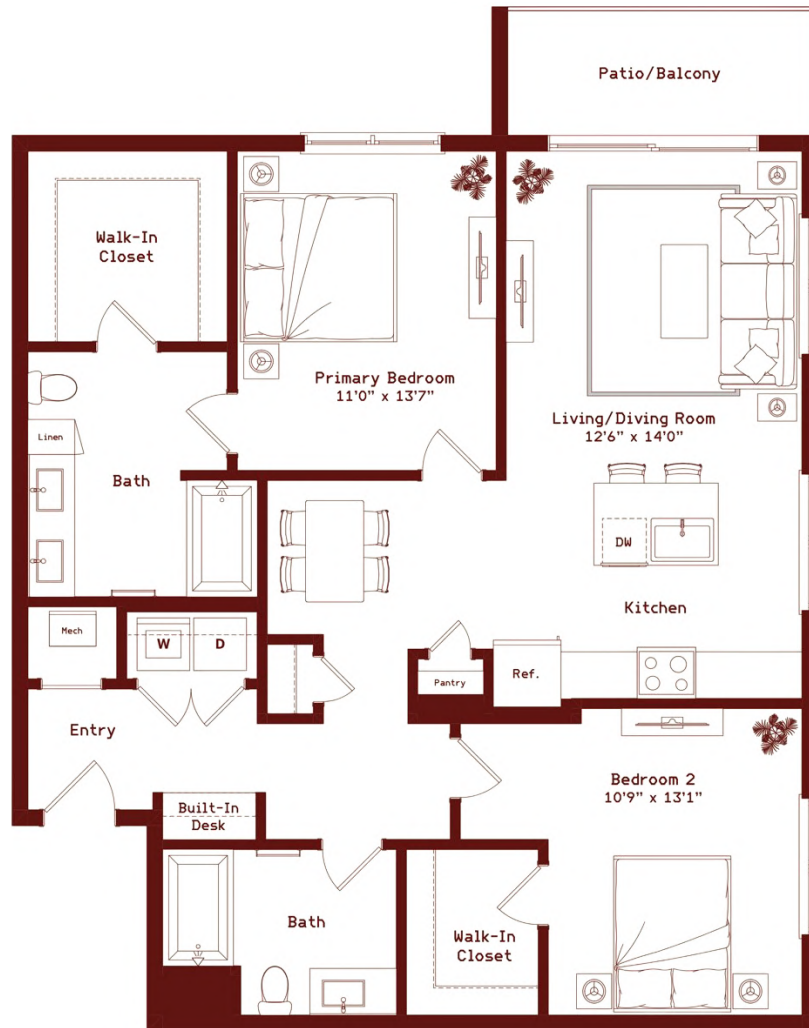 Patio/Balcony
Walk-In
Closet
Primary Bedroom
11'0” x 13'7”
Living/Diving Room
12'6” x 14'0”
Linen
Bath
DW
Kitchen
Mech
W
D
Pantry
Ref.
Entry
Built-In
Desk
Bedroom 2
10'9” x 13'1”
Bath
Walk-In
Closet